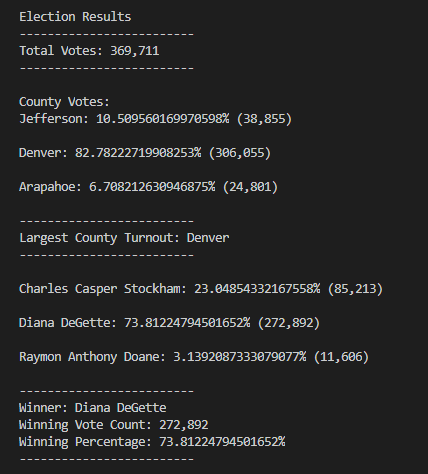 Election Results
-------------------------
Total Votes: 369,711
-------------------------
County Votes:
Jefferson: 10.509560169970598% (38,855)
Denver: 82.78222719908253% (306,055)
Arapahoe: 6.708212630946875% (24,801)
-------------------------
Largest County Turnout: Denver
-------------------------
Charles Casper Stockham: 23.04854332167558% (85,213)
Diana DeGette: 73.81224794501652% (272,892)
Raymon Anthony Doane: 3.1392087333079077% (11,606)
-------------------------
Winner: Diana DeGette
Winning Vote Count: 272,892
Winning Percentage: 73.81224794501652%
-------------------------